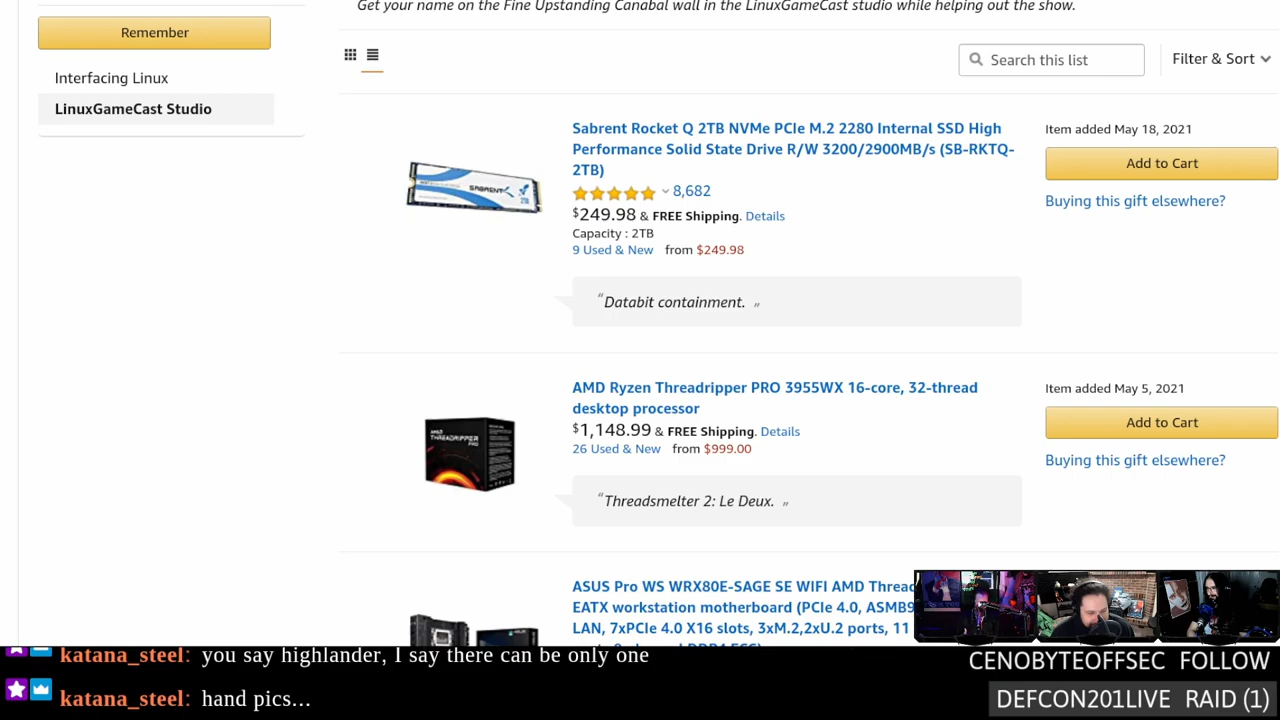 Get your name on the Fine Upstanding Canabal wall in the LinuxGameCast studio while helping out the show.
Remember
Interfacing Linux
LinuxGameCast Studio
Search this list
Filter & Sort
Sabrent Rocket Q 2TB NVMe PCIe M.2 2280 Internal SSD High
Performance Solid State Drive R/W 3200/2900MB/s (SB-RKTQ-
2TB)
8,682
$249.98 & FREE Shipping. Details
Capacity : 2TB
9 Used & New from $249.98
“Databit containment. ”
Item added May 18, 2021
Add to Cart
Buying this gift elsewhere?
SABRENT
AMD Ryzen Threadripper PRO 3955WX 16-core, 32-thread
desktop processor
$1,148.99 & FREE Shipping. Details
26 Used & New from $999.00
“Threadsmelter 2: Le Deux. ”
Item added May 5, 2021
Add to Cart
Buying this gift elsewhere?
AMD
THREADRIPPER
PRO
ASUS Pro WS WRX80E-SAGE SE WIFI AMD Threa
EATX workstation motherboard (PCIe 4.0, ASMB9
LAN, 7xPCIe 4.0 X16 slots, 3xM.2,2xU.2 ports, 11
katana_steel: you say highlander, I say there can be only one
katana_steel: hand pics...
CENOBYTEOFFSEC FOLLOW
DEFCON201LIVE RAID (1)